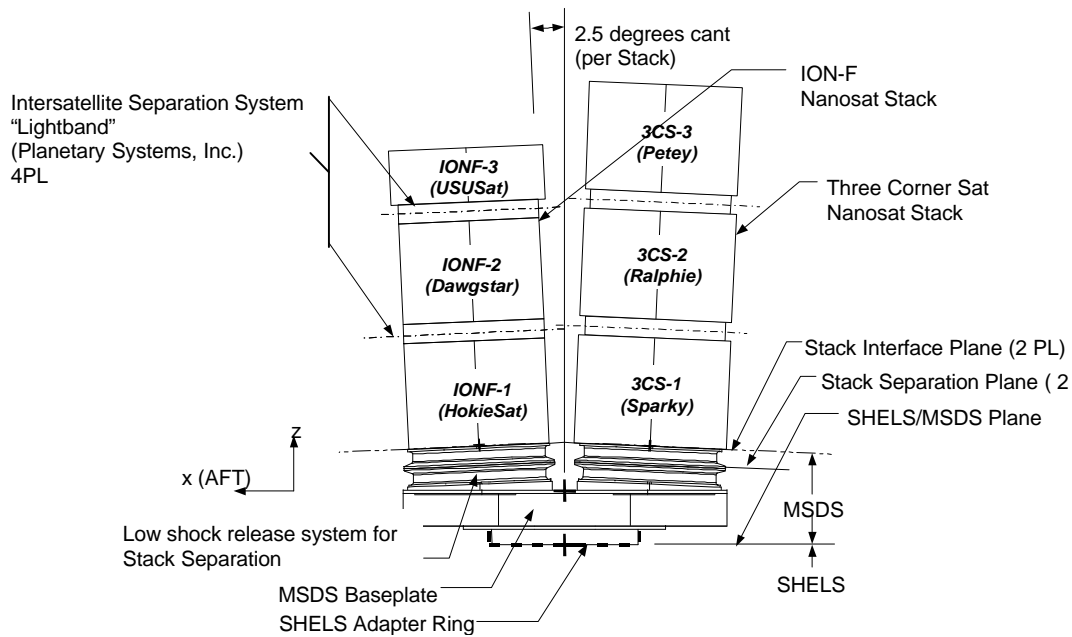 2.5 degrees cant
(per Stack)
ION-F
Nanosat Stack
Intersatellite Separation System
“Lightband”
(Planetary Systems, Inc.)
4PL
3CS-3
(Petey)
IONF-3
(USUSat)
Three Corner Sat
Nanosat Stack
IONF-2
(Dawgstar)
3CS-2
(Ralphie)
Stack Interface Plane (2 PL)
IONF-1
(HokieSat)
3CS-1
(Sparky)
Stack Separation Plane ( 2
SHELS/MSDS Plane
z
x (AFT)
MSDS
Low shock release system for
Stack Separation
SHELS
MSDS Baseplate
SHELS Adapter Ring